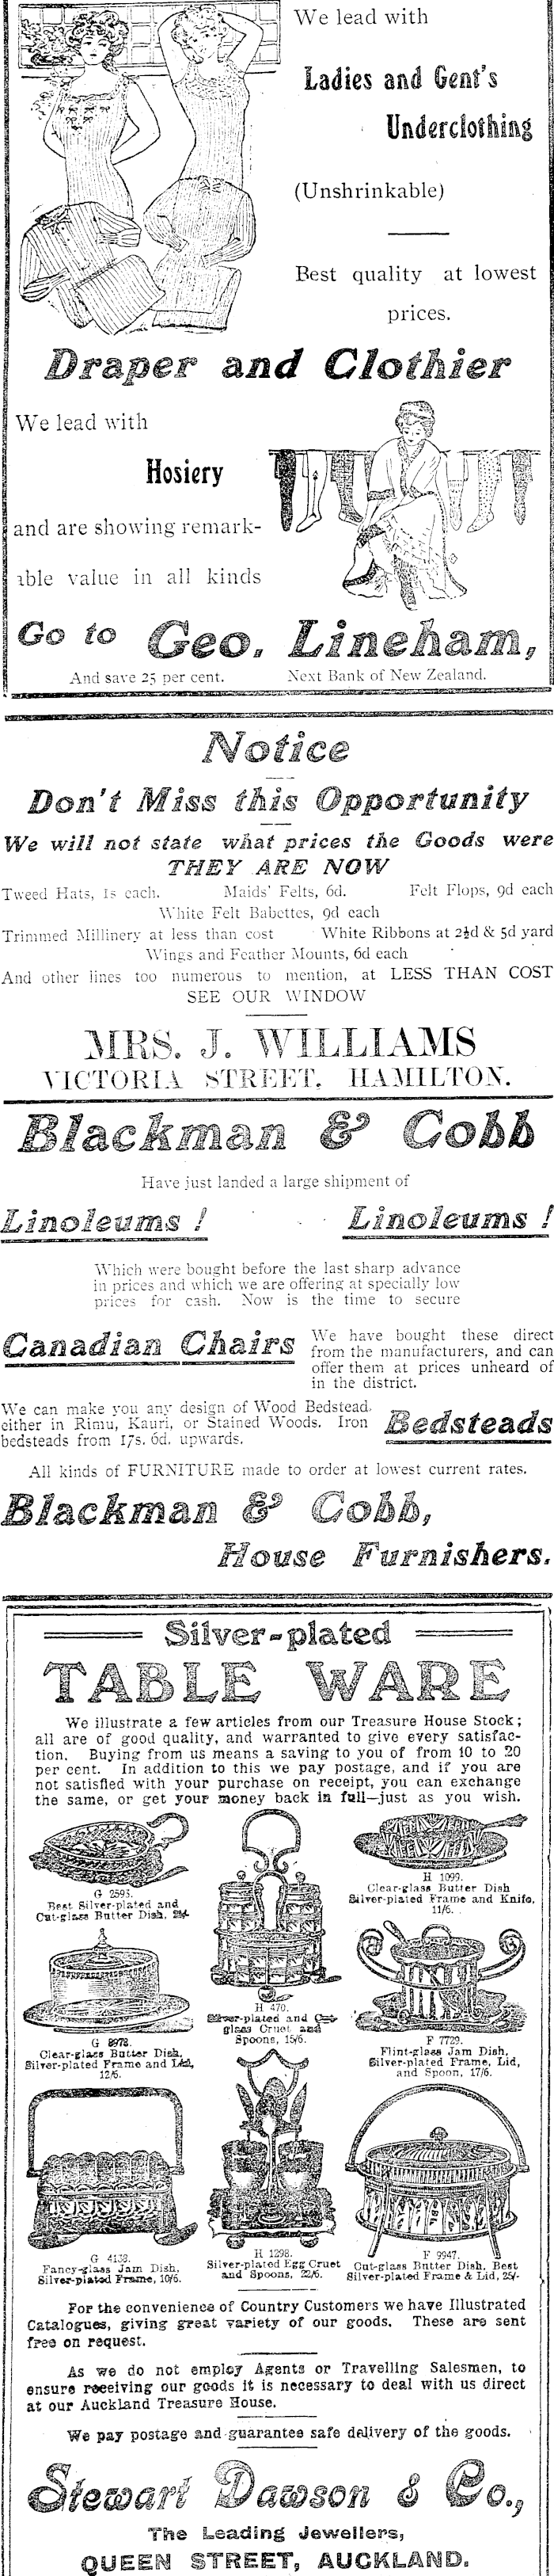 We lead with
Ladies and Gent's
Underclothing
(Unshrinkable)
Best quality at lowest
prices.
Draper and Clothier
We lead with
Hosiery
and are showing remark-
able value in all kinds
Go to Geo. Lineham,
And save 25 per cent. Next Bank of New Zealand.
Notice
Don't Miss this Opportunity
We will not state what prices the Goods were
THEY ARE NOW
Tweed Hats, 1s each. Maids' Felts, 6d. Felt Flops, 9d each
White Felt Babettes, 9d each
Trimmed Millinery at less than cost White Ribbons at 2½d & 5d yard
Wings and Feather Mounts, 6d each
And other lines too numerous to mention, at LESS THAN COST
SEE OUR WINDOW
MRS. J. WILLIAMS
VICTORIA STREET, HAMILTON.
Blackman & Cobb
Have just landed a large shipment of
Linoleums! Linoleums!
Which were bought before the last sharp advance
in prices and which we are offering at specially low
prices for cash. Now is the time to secure
Canadian Chairs
We have bought these direct
from the manufacturers, and can
offer them at prices unheard of
in the district.
We can make you any design of Wood Bedstead,
either in Rimu, Kauri, or Stained Woods. Iron
bedsteads from 17s. 6d. upwards.
Bedsteads
All kinds of FURNITURE made to order at lowest current rates.
Blackman & Cobb,
House Furnishers.
Silver-plated
TABLE WARE
We illustrate a few articles from our Treasure House Stock;
all are of good quality, and warranted to give every satisfac-
tion. Buying from us means a saving to you of from 10 to 20
per cent. In addition to this we pay postage, and if you are
not satisfied with your purchase on receipt, you can exchange
the same, or get your money back in full—just as you wish.
G 2595.
Best Silver-plated and
Cut-glass Butter Dish,
H 1099.
Clear-glass Butter Dish
Silver-plated Frame and Knife,
11/6.
G 8978.
Clear-glass Butter Dish,
Silver-plated Frame and Lid,
12/6.
H 470.
Silver-plated and Cut-
glass Cruet and
Spoons, 15/6.
F 7729.
Flint-glass Jam Dish,
Silver-plated Frame, Lid,
and Spoon, 17/6.
G 4138.
Fancy-glass Jam Dish,
Silver-plated Frame, 10/6.
H 1298.
Silver-plated Egg Cruet
and Spoons, 22/6.
F 9947.
Cut-glass Butter Dish, Best
Silver-plated Frame & Lid, 25/-
For the convenience of Country Customers we have Illustrated
Catalogues, giving great variety of our goods. These are sent
free on request.
As we do not employ Agents or Travelling Salesmen, to
ensure receiving our goods it is necessary to deal with us direct
at our Auckland Treasure House.
We pay postage and guarantee safe delivery of the goods.
Stewart Dawson & Co.,
The Leading Jewellers,
QUEEN STREET, AUCKLAND.